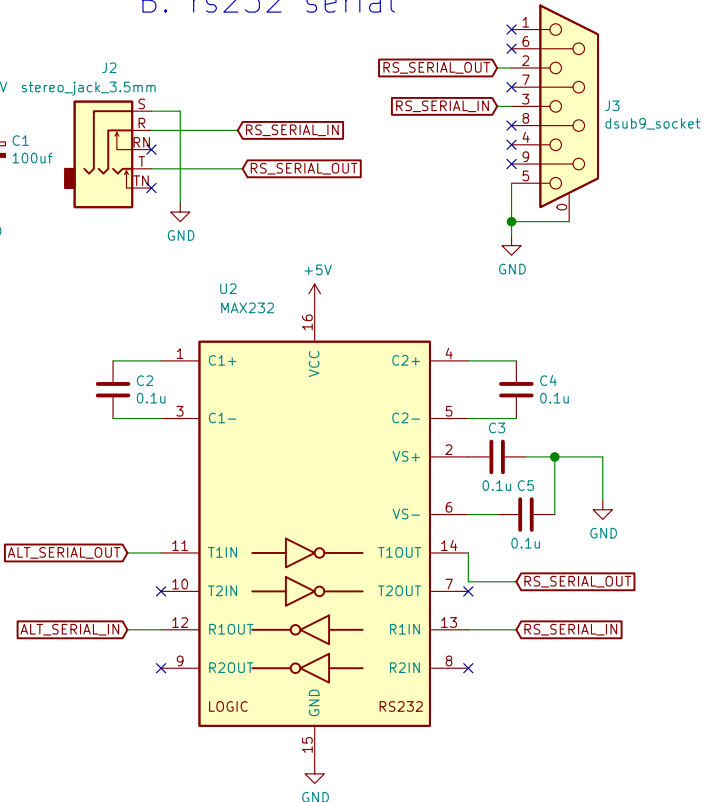 B. rs232 serial
J2
stereo_jack_3.5mm
V
S
R
RN
T
TN
RS_SERIAL_IN
RS_SERIAL_OUT
C1
100uf
GND
1
6
2
7
3
8
4
9
5
0
RS_SERIAL_OUT
RS_SERIAL_IN
J3
dsub9_socket
GND
U2
MAX232
+5V
16
VCC
1
C1+
C2+
4
C2
0.1u
C4
0.1u
3
C1-
C2-
5
C3
VS+
2
0.1u
C5
VS-
6
0.1u
GND
ALT_SERIAL_OUT
11
T1IN
T1OUT
14
10
T2IN
T2OUT
7
RS_SERIAL_OUT
ALT_SERIAL_IN
12
R1OUT
R1IN
13
RS_SERIAL_IN
9
R2OUT
R2IN
8
LOGIC
GND
RS232
15
GND